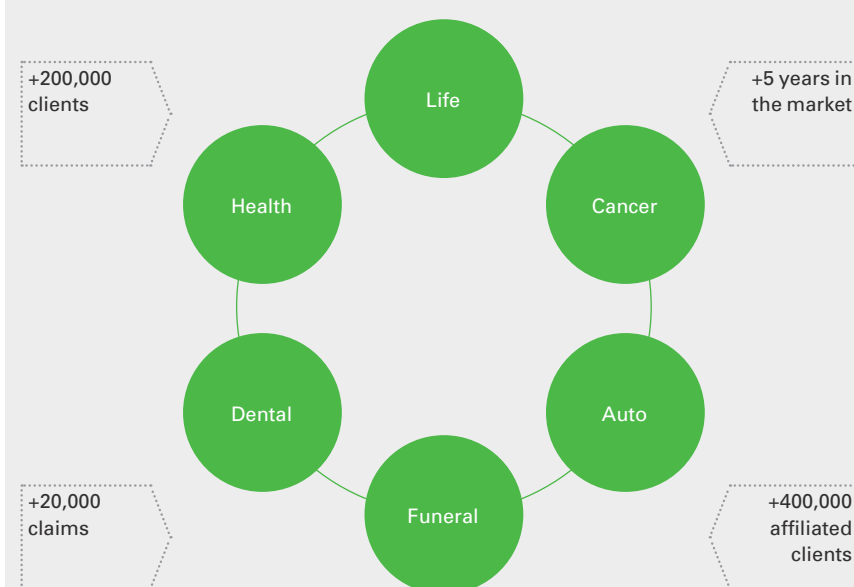 +200,000
clients
Life
+5 years in
the market
Health
Cancer
Dental
Auto
Funeral
+20,000
claims
+400,000
affiliated
clients